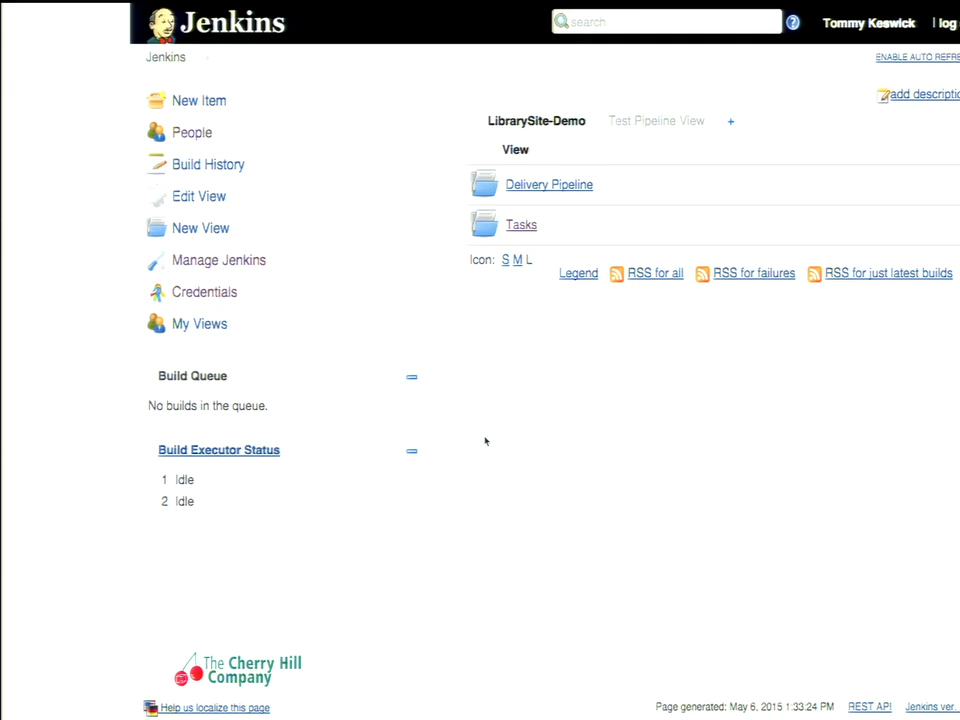 Jenkins
search
?
Tommy Keswick | log
Jenkins
ENABLE AUTO REFRE
add descriptio
New Item
People
Build History
Edit View
New View
Manage Jenkins
Credentials
My Views
LibrarySite-Demo Test Pipeline View +
View
Delivery Pipeline
Tasks
Icon: S M L
Legend RSS for all RSS for failures RSS for just latest builds
Build Queue
No builds in the queue.
Build Executor Status
1 Idle
2 Idle
The Cherry Hill
Company
Help us localize this page
Page generated: May 6, 2015 1:33:24 PM REST API Jenkins ver.